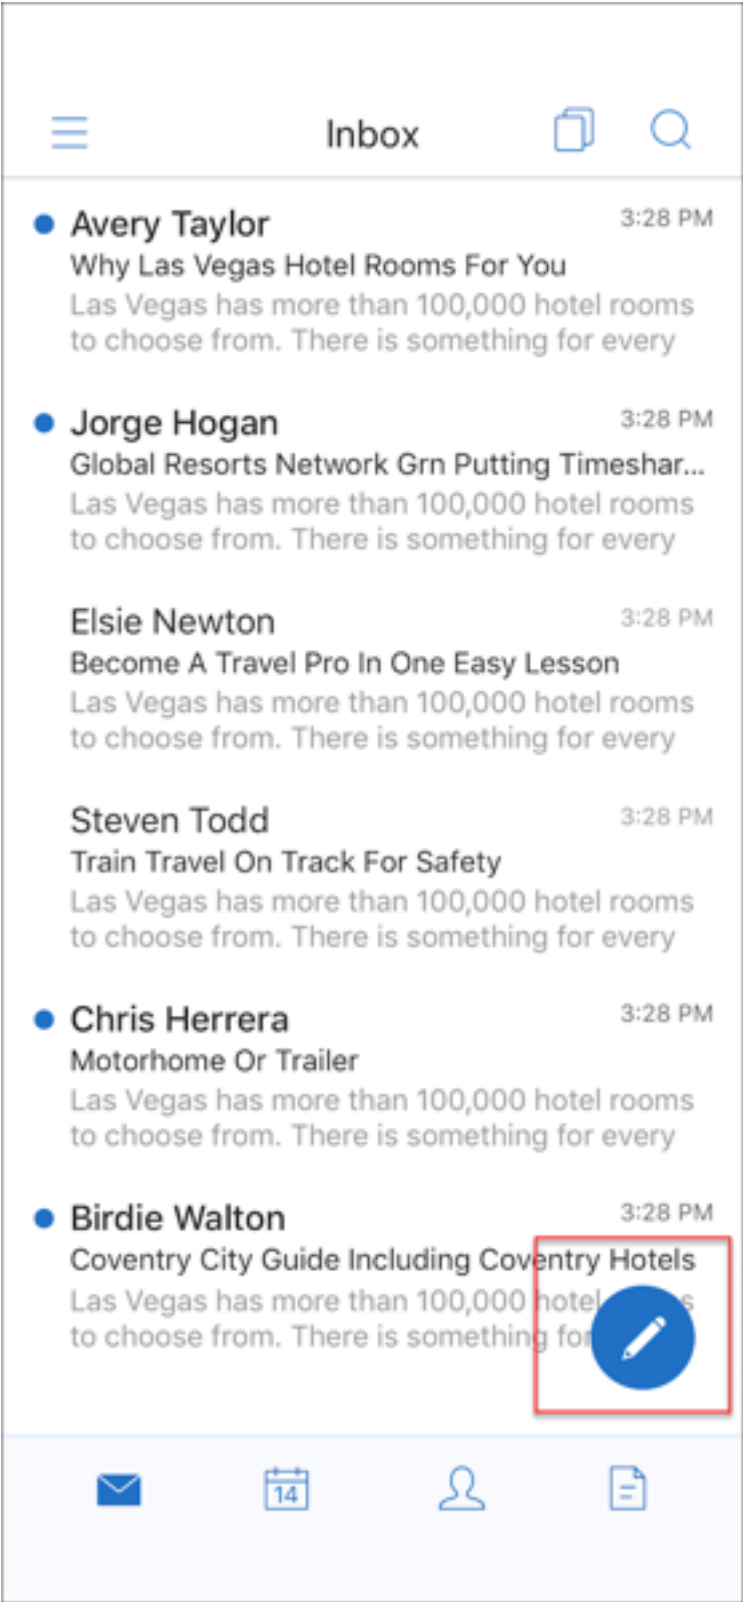 Inbox
Avery Taylor 3:28 PM
Why Las Vegas Hotel Rooms For You
Las Vegas has more than 100,000 hotel rooms
to choose from. There is something for every
Jorge Hogan 3:28 PM
Global Resorts Network Grn Putting Timeshar...
Las Vegas has more than 100,000 hotel rooms
to choose from. There is something for every
Elsie Newton 3:28 PM
Become A Travel Pro In One Easy Lesson
Las Vegas has more than 100,000 hotel rooms
to choose from. There is something for every
Steven Todd 3:28 PM
Train Travel On Track For Safety
Las Vegas has more than 100,000 hotel rooms
to choose from. There is something for every
Chris Herrera 3:28 PM
Motorhome Or Trailer
Las Vegas has more than 100,000 hotel rooms
to choose from. There is something for every
Birdie Walton 3:28 PM
Coventry City Guide Including Coventry Hotels
Las Vegas has more than 100,000 hotel
to choose from. There is something for
14